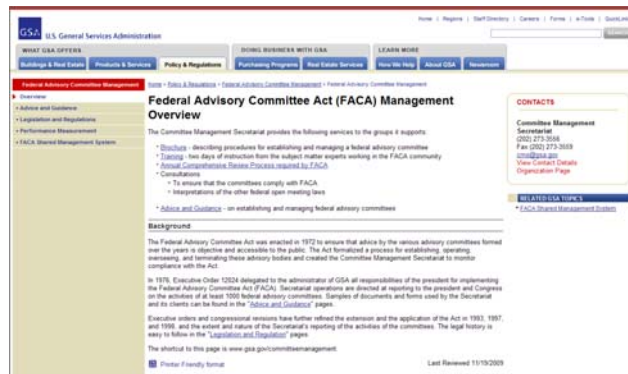 Home | Regions | Staff Directory | Careers | Forms | e-Tools | QuickLinks
GSA U.S. General Services Administration
WHAT GSA OFFERS
DOING BUSINESS WITH GSA
LEARN MORE
Buildings & Real Estate
Products & Services
Policy & Regulations
Purchasing Programs
Real Estate Services
How We Help
About GSA
Newsroom
Federal Advisory Committee Management
Overview
Advice and Guidance
Legislation and Regulations
Performance Measurement
FACA Shared Management System
Home > Policy & Regulations > Federal Advisory Committee Management > Federal Advisory Committee Management
Federal Advisory Committee Act (FACA) Management
Overview
The Committee Management Secretariat provides the following services to the groups it supports:
Brochure - describing procedures for establishing and managing a federal advisory committee
Training - two days of instruction from the subject matter experts working in the FACA community
Annual Comprehensive Review Process required by FACA
Consultations
To ensure that the committees comply with FACA
Interpretations of the other federal open meeting laws
Advice and Guidance - on establishing and managing federal advisory committees
Background
The Federal Advisory Committee Act was enacted in 1972 to ensure that advice by the various advisory committees formed
over the years is objective and accessible to the public. The Act formalized a process for establishing, operating,
overseeing, and terminating these advisory bodies and created the Committee Management Secretariat to monitor
compliance with the Act.
In 1976, Executive Order 12024 delegated to the administrator of GSA all responsibilities of the president for implementing
the Federal Advisory Committee Act (FACA). Secretariat operations are directed at reporting to the president and Congress
on the activities of at least 1000 federal advisory committees. Samples of documents and forms used by the Secretariat
and its clients can be found in the "Advice and Guidance" pages.
Executive orders and congressional revisions have further refined the extension and the application of the Act in 1993, 1997,
and 1998, and the extent and nature of the Secretariat's reporting of the activities of the committees. The legal history is
easy to follow in the "Legislation and Regulation" pages.
The shortcut to this page is www.gsa.gov/committeemanagement.
Printer Friendly format
Last Reviewed 11/19/2009
CONTACTS
Committee Management
Secretariat
(202) 273-3556
Fax (202) 273-3559
cms@gsa.gov
View Contact Details
Organization Page
RELATED GSA TOPICS
FACA Shared Management System